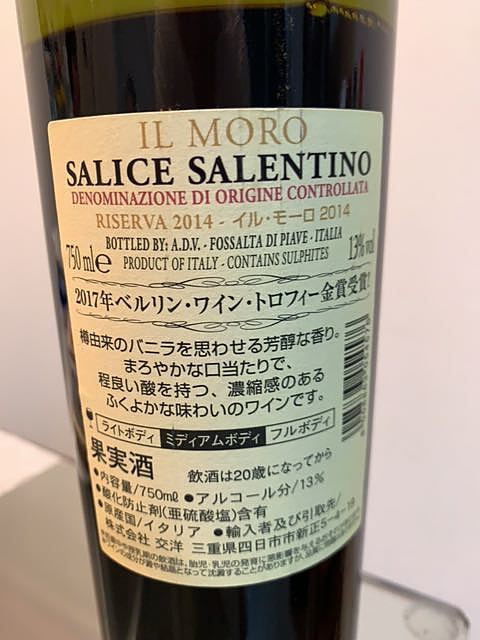 IL MORO
SALICE SALENTINO
DENOMINAZIONE DI ORIGINE CONTROLLATA
RISERVA 2014 - イル・モーロ 2014
BOTTLED BY: A.D.V. - FOSSALTA DI PIAVE - ITALIA
750 mle PRODUCT OF ITALY - CONTAINS SULPHITES 13% vol
2017年ベルリン・ワイン・トロフィー金賞受賞!
樽由来のバニラを思わせる芳醇な香り。
まろやかな口当たりで、
程良い酸を持つ、濃縮感のある
ふくよかな味わいのワインです。
ライトボディ ミディアムボディ フルボディ
果実酒 飲酒は20歳になってから
●内容量/750ml ●アルコール分/13%
●酸化防止剤(亜硫酸塩)含有
●原産国/イタリア ●輸入者及び引取先/
株式会社 交洋 三重県四日市市新正5-4-19